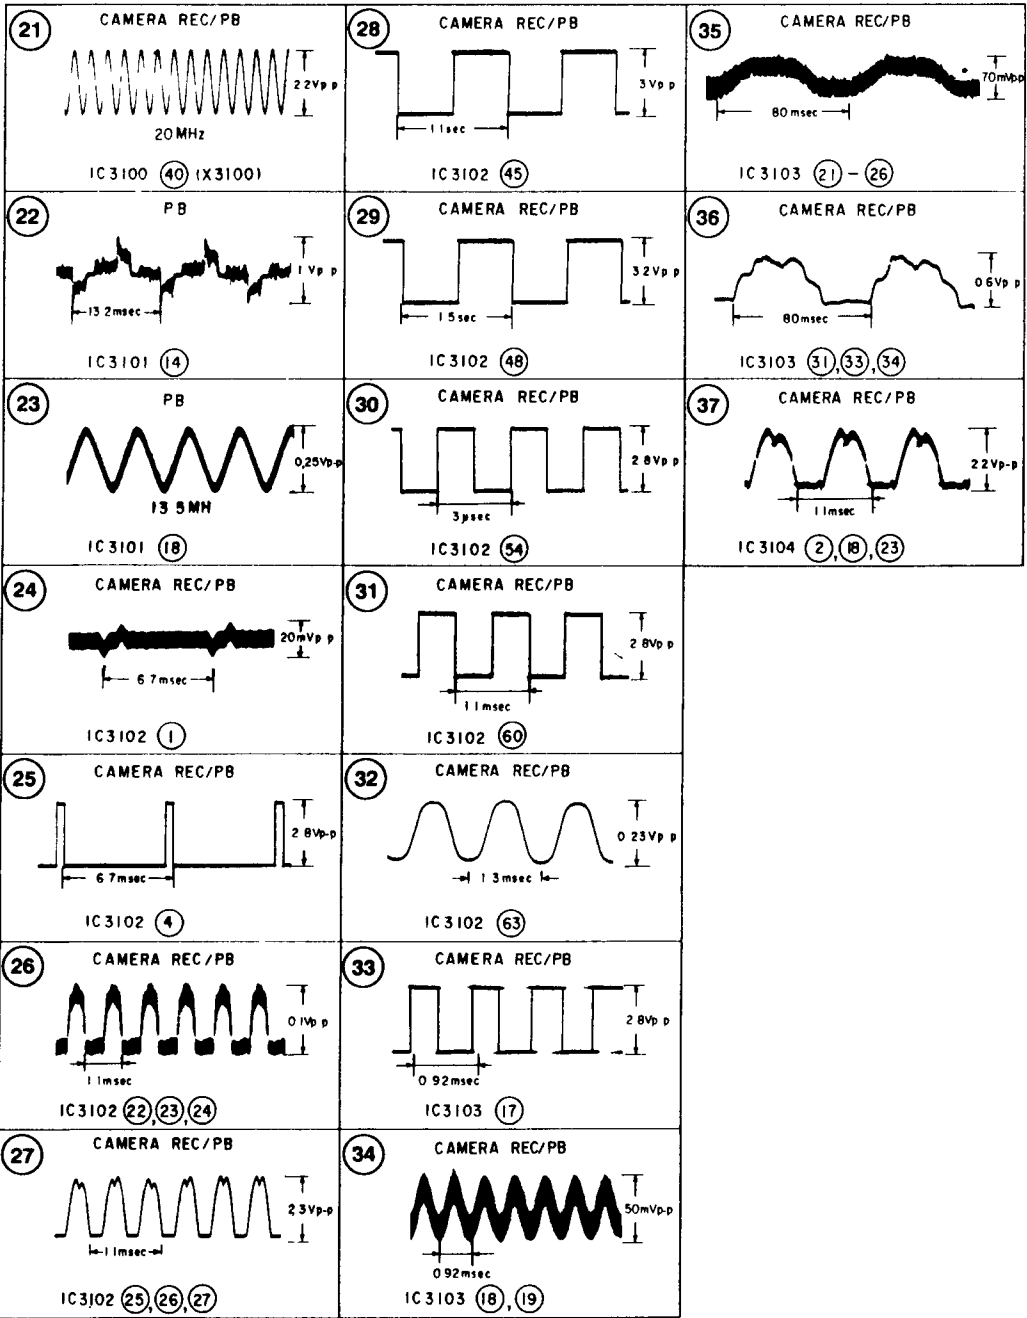 21
CAMERA REC/PB
2.2Vp-p
20 MHz
IC3100 40 (X3100)
22
PB
1 Vp-p
13.2msec
IC3101 14
23
PB
0,25Vp-p
13.5MH
IC3101 18
24
CAMERA REC/PB
20mVp-p
6.7msec
IC3102 1
25
CAMERA REC/PB
2.8Vp-p
6.7msec
IC3102 4
26
CAMERA REC/PB
0.1Vp-p
1.1msec
IC3102 22,23,24
27
CAMERA REC/PB
2.3Vp-p
1.1msec
IC3102 25,26,27
28
CAMERA REC/PB
3Vp-p
1.1sec
IC3102 45
29
CAMERA REC/PB
3.2Vp-p
1.5sec
IC3102 48
30
CAMERA REC/PB
2.8Vp-p
3μsec
IC3102 54
31
CAMERA REC/PB
2.8Vp-p
1.1msec
IC3102 60
32
CAMERA REC/PB
0.23Vp-p
1.3msec
IC3102 63
33
CAMERA REC/PB
2.8Vp-p
0.92msec
IC3103 17
34
CAMERA REC/PB
50mVp-p
0.92msec
IC3103 18,19
35
CAMERA REC/PB
70mVp-p
80msec
IC3103 21-26
36
CAMERA REC/PB
0.6Vp-p
80msec
IC3103 31,33,34
37
CAMERA REC/PB
2.2Vp-p
1.1msec
IC3104 2,18,23